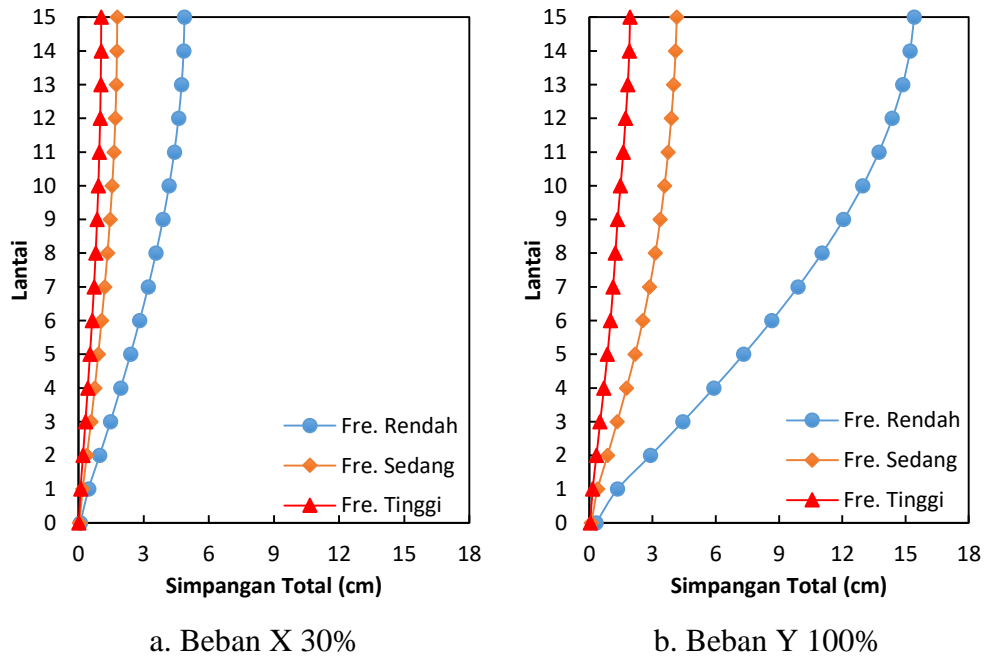 15
14
13
12
11
10
9
8
7
6
5
4
3
2
1
0
Lantai
Fre. Rendah
Fre. Sedang
Fre. Tinggi
0 3 6 9 12 15 18
Simpangan Total (cm)
a. Beban X 30%
15
14
13
12
11
10
9
8
7
6
5
4
3
2
1
0
Lantai
Fre. Rendah
Fre. Sedang
Fre. Tinggi
0 3 6 9 12 15 18
Simpangan Total (cm)
b. Beban Y 100%